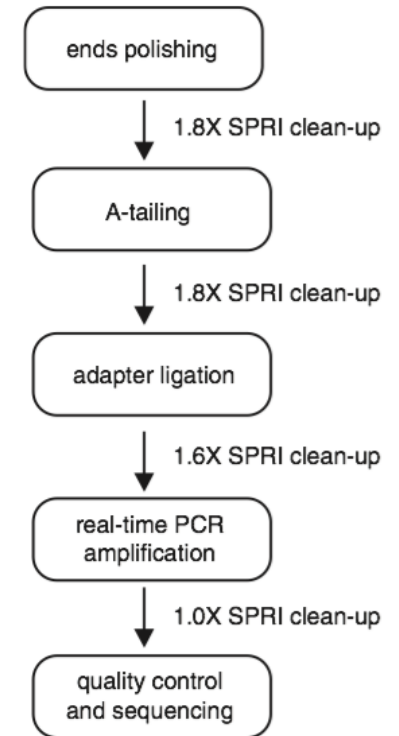 ends polishing
1.8X SPRI clean-up
A-tailing
1.8X SPRI clean-up
adapter ligation
1.6X SPRI clean-up
real-time PCR
amplification
1.0X SPRI clean-up
quality control
and sequencing